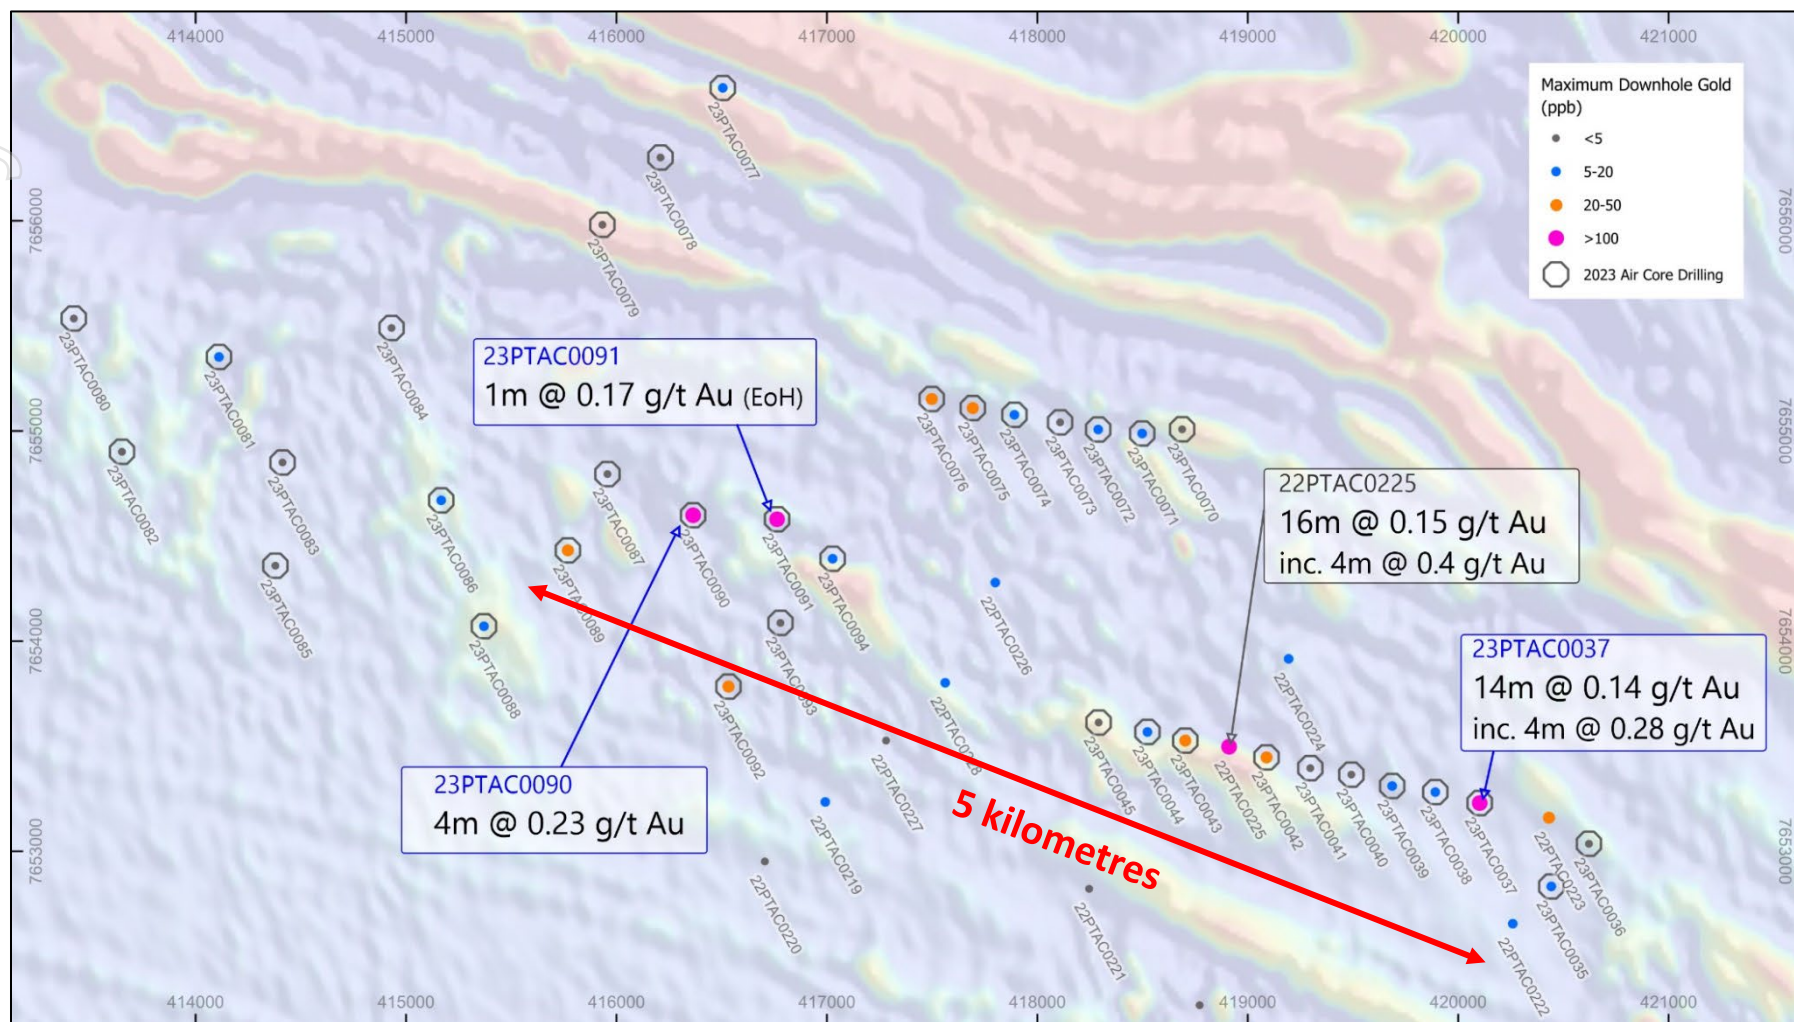 414000 415000 416000 417000 418000 419000 420000 421000
Maximum Downhole Gold
(ppb)
<5
5-20
20-50
>100
2023 Air Core Drilling
7656000
7656000
7655000
7655000
7654000
7654000
7653000
7653000
23PTAC0077
23PTAC0078
23PTAC0079
23PTAC0080
23PTAC0081
23PTAC0084
23PTAC0082
23PTAC0083
23PTAC0085
23PTAC0086
23PTAC0088
23PTAC0087
23PTAC0089
23PTAC0090
23PTAC0091
23PTAC0094
23PTAC0093
23PTAC0092
23PTAC0076
23PTAC0075
23PTAC0074
23PTAC0073
23PTAC0072
23PTAC0071
23PTAC0070
23PTAC0091
1m @ 0.17 g/t Au (EoH)
22PTAC0225
16m @ 0.15 g/t Au
inc. 4m @ 0.4 g/t Au
23PTAC0037
14m @ 0.14 g/t Au
inc. 4m @ 0.28 g/t Au
23PTAC0090
4m @ 0.23 g/t Au
22PTAC0226
22PTAC0228
22PTAC0227
22PTAC0224
22PTAC0219
22PTAC0220
22PTAC0221
23PTAC0045
23PTAC0044
23PTAC0043
22PTAC0225
23PTAC0042
23PTAC0041
23PTAC0040
23PTAC0039
23PTAC0038
23PTAC0037
22PTAC0223
23PTAC0036
23PTAC0035
22PTAC0222
5 kilometres
414000 415000 416000 417000 418000 419000 420000 421000